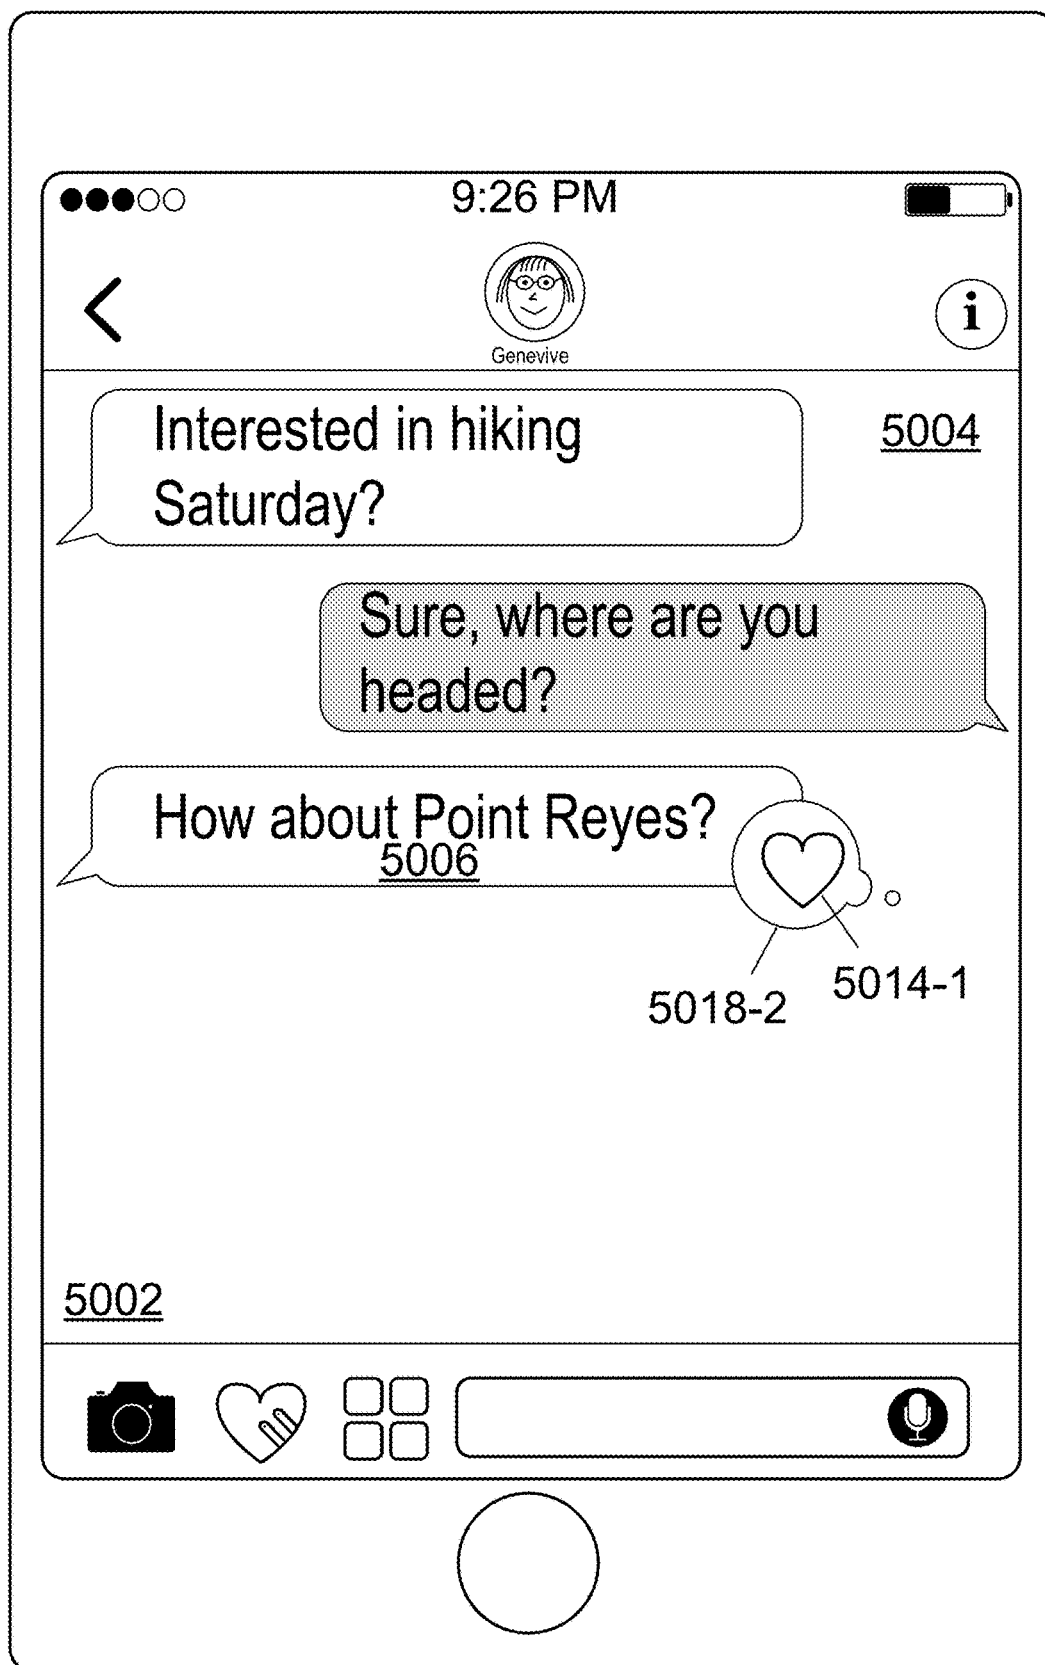 9:26 PM
i
Genevive
Interested in hiking
Saturday?
5004
Sure, where are you
headed?
How about Point Reyes?
5006
5014-1
5018-2
5002